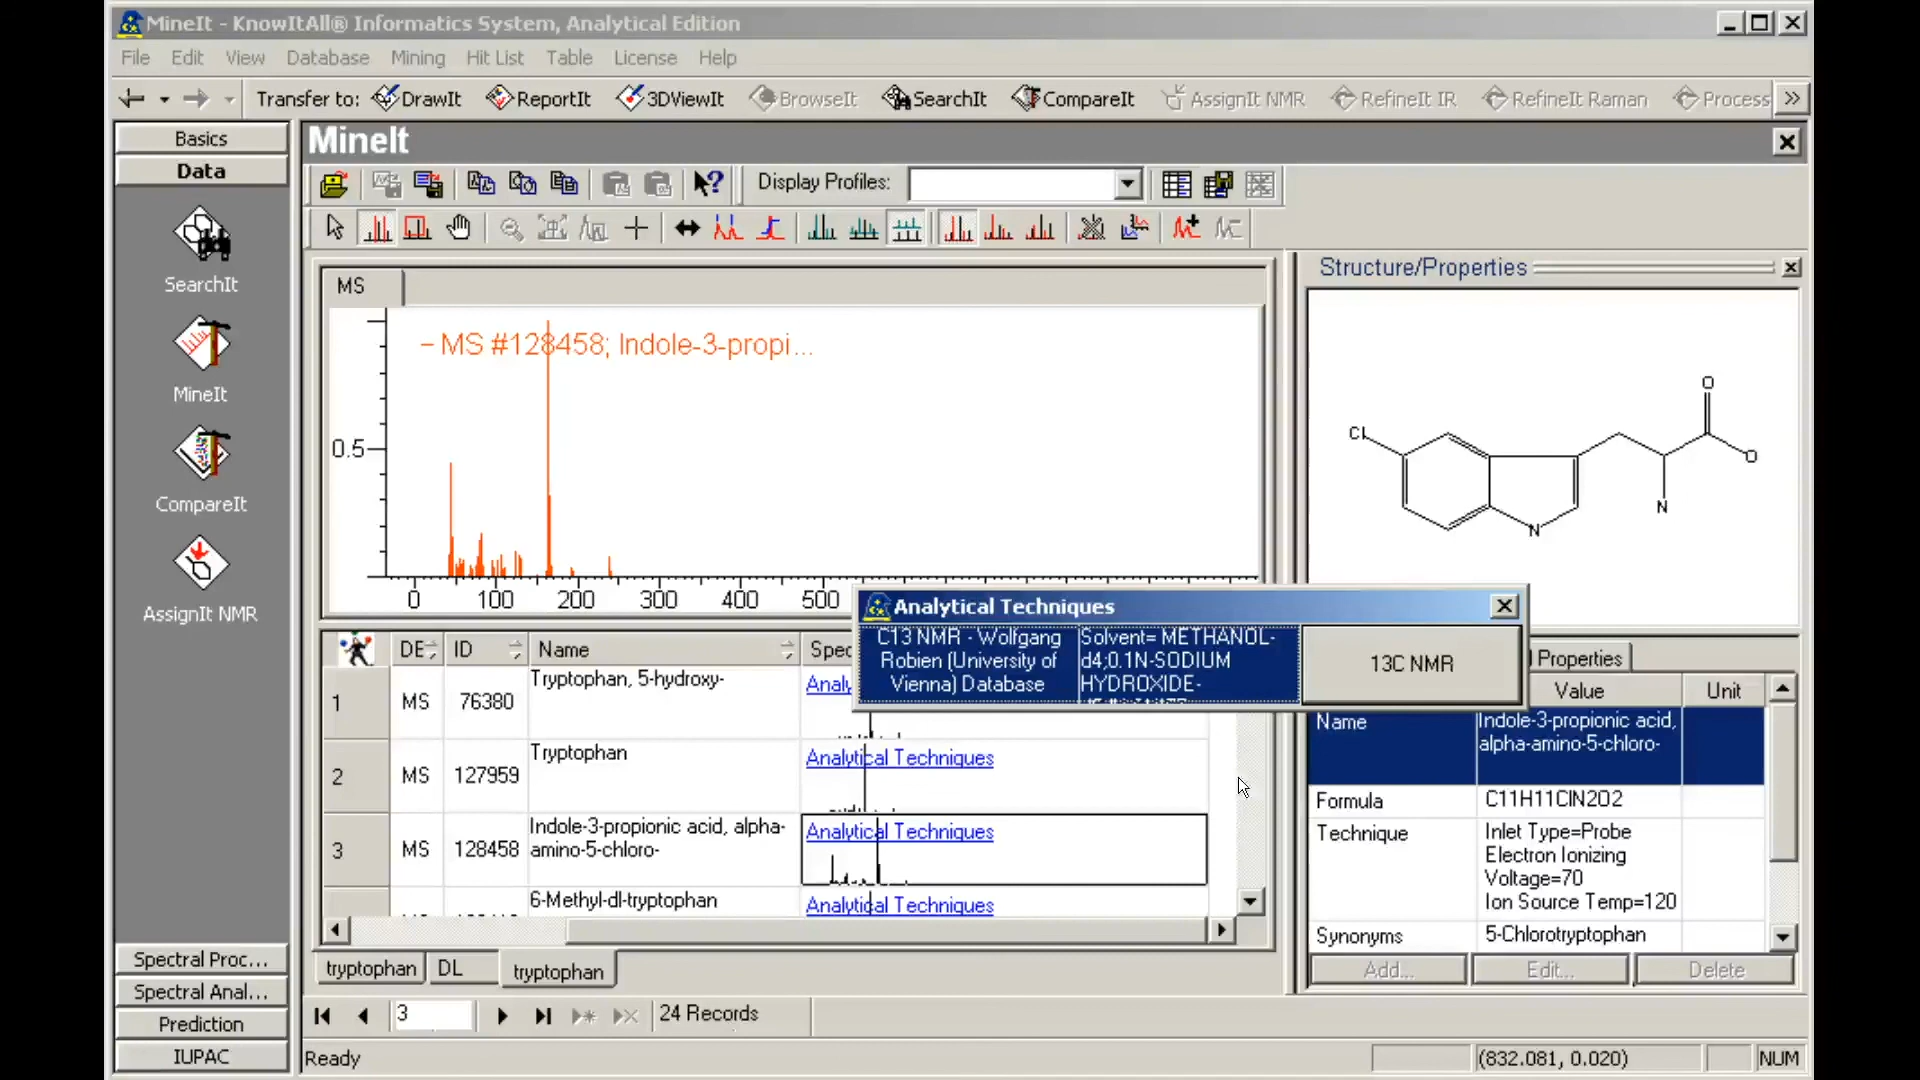 MineIt - KnowItAll® Informatics System, Analytical Edition
File Edit View Database Mining Hit List Table License Help
Transfer to: DrawIt ReportIt 3DViewIt BrowseIt SearchIt CompareIt AssignIt NMR RefineIt IR RefineIt Raman Process
Basics
Data
SearchIt
MineIt
CompareIt
AssignIt NMR
Spectral Proc...
Spectral Anal...
Prediction
IUPAC
MineIt
Display Profiles:
MS
– MS #128458; Indole-3-propi...
0.5
0 100 200 300 400 500
Structure/Properties
Cl
O
O
N
N
Analytical Techniques
C13 NMR - Wolfgang
Robien (University of
Vienna) Database
Solvent= METHANOL-
d4;0.1N-SODIUM
HYDROXIDE-
13C NMR
DE ID Name Spec
1 MS 76380 Tryptophan, 5-hydroxy- Analy
2 MS 127959 Tryptophan Analytical Techniques
3 MS 128458 Indole-3-propionic acid, alpha-
amino-5-chloro-
Analytical Techniques
6-Methyl-dl-tryptophan Analytical Techniques
tryptophan DL tryptophan
3 24 Records
Properties
Value Unit
Name Indole-3-propionic acid,
alpha-amino-5-chloro-
Formula C11H11ClN2O2
Technique Inlet Type=Probe
Electron Ionizing
Voltage=70
Ion Source Temp=120
Synonyms 5-Chlorotryptophan
Add... Edit... Delete
Ready (832.081, 0.020) NUM